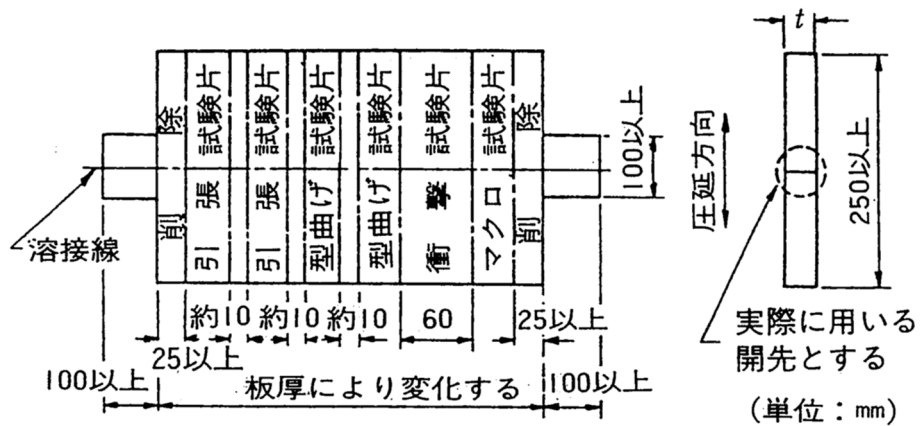 削除
引張試験片
引張試験片
型曲げ試験片
型曲げ試験片
衝撃試験片
マクロ試験片
削除
溶接線
100以上
圧延方向
t
250以上
約10
約10
約10
60
25以上
25以上
100以上
板厚により変化する
100以上
実際に用いる
開先とする
(単位：mm)